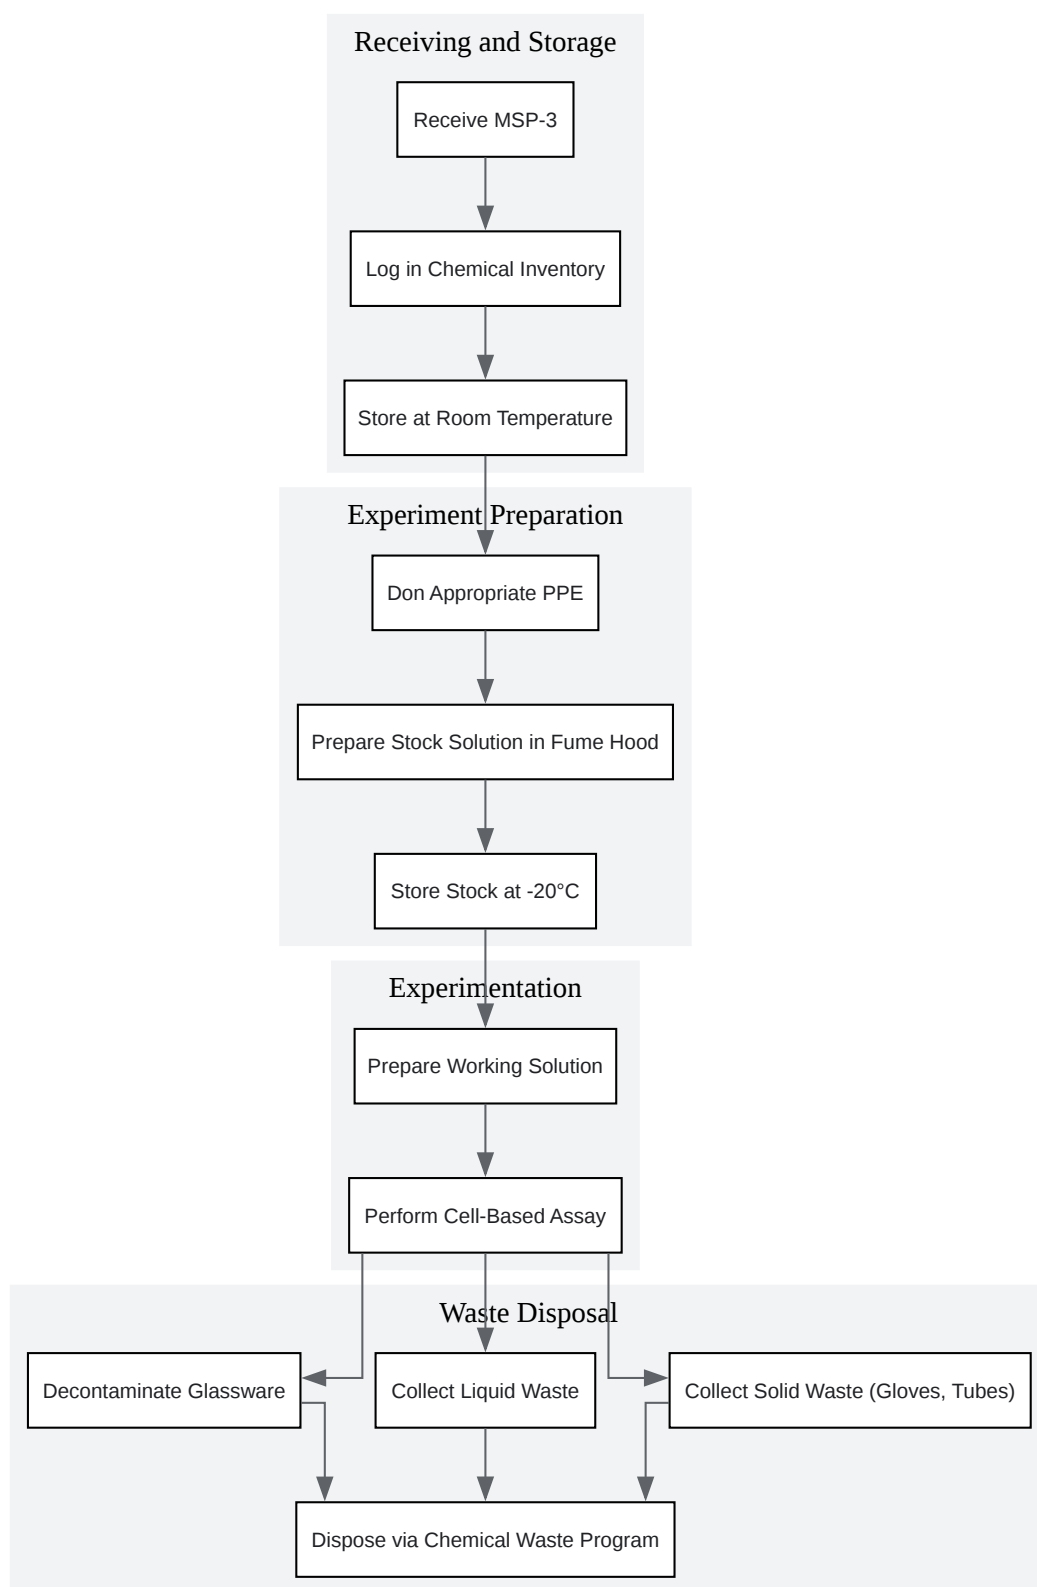 Receiving and Storage
Receive MSP-3
Log in Chemical Inventory
Store at Room Temperature
Experiment Preparation
Don Appropriate PPE
Prepare Stock Solution in Fume Hood
Store Stock at -20°C
Experimentation
Prepare Working Solution
Perform Cell-Based Assay
Waste Disposal
Decontaminate Glassware
Collect Liquid Waste
Collect Solid Waste (Gloves, Tubes)
Dispose via Chemical Waste Program